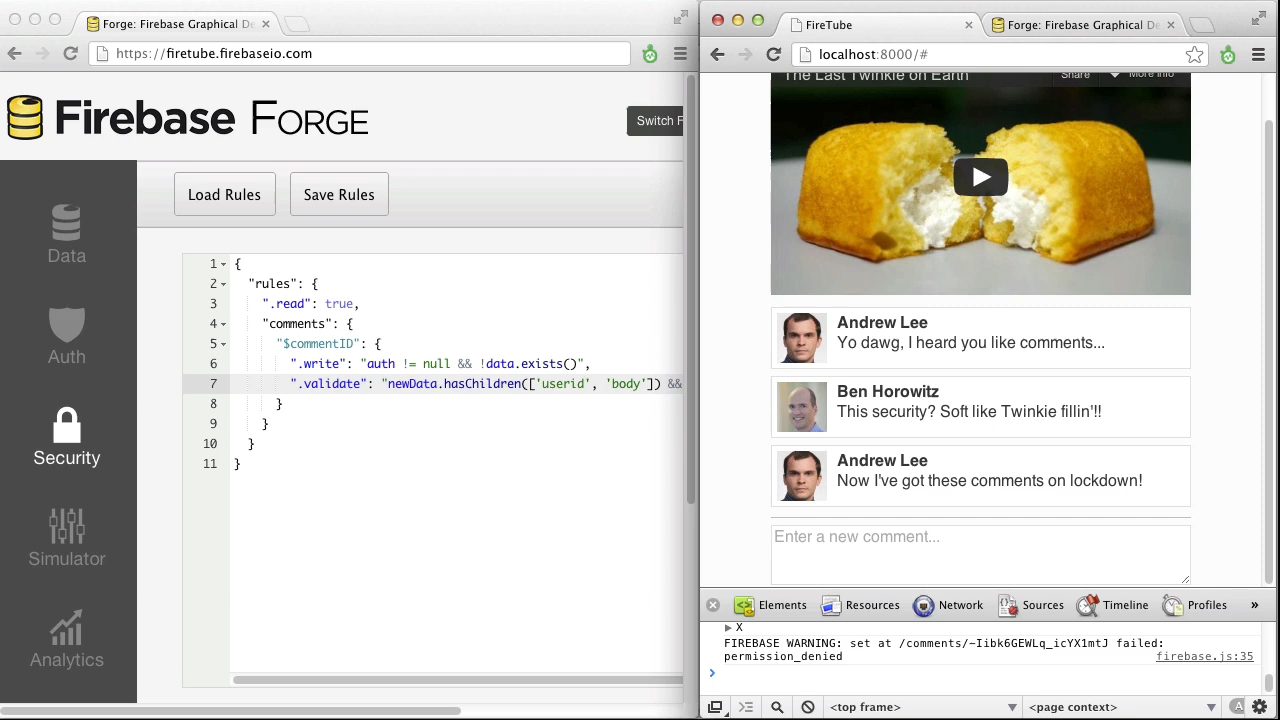 Forge: Firebase Graphical De
https://firetube.firebaseio.com
Firebase FORGE
Switch F
Data
Auth
Security
Simulator
Analytics
Load Rules
Save Rules
1 {
2 "rules": {
3 ".read": true,
4 "comments": {
5 "$commentID": {
6 ".write": "auth != null && !data.exists()",
7 ".validate": "newData.hasChildren(['userid', 'body']) &&
8 }
9 }
10 }
11 }
FireTube
Forge: Firebase Graphical De
localhost:8000/#
The Last Twinkie on Earth
Share
More info
Andrew Lee
Yo dawg, I heard you like comments...
Ben Horowitz
This security? Soft like Twinkie fillin'!!
Andrew Lee
Now I've got these comments on lockdown!
Enter a new comment...
Elements
Resources
Network
Sources
Timeline
Profiles
»
X
FIREBASE WARNING: set at /comments/-Iibk6GEWLq_icYX1mtJ failed:
permission_denied
firebase.js:35
<top frame>
<page context>